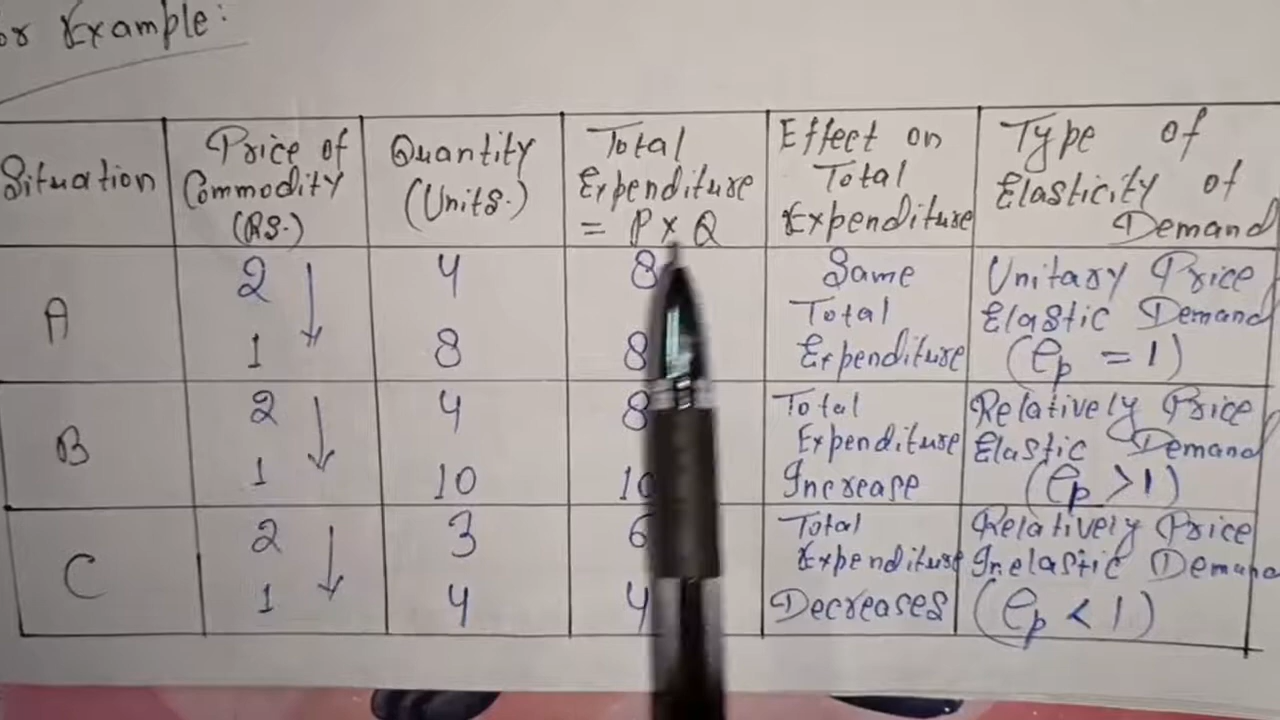 or Example:
Situation
Price of
Commodity
(RS.)
Quantity
(Units.)
Total
Expenditure
= P x Q
Effect on
Total
Expenditure
Type of
Elasticity of
Demand
A
2 4 8
1 8 8
Same
Total
Expenditure
Unitary Price
Elastic Demand
(ep = 1)
B
2 4 8
1 10 10
Total
Expenditure
Increase
Relatively Price
Elastic Demand
(ep >1)
C
2 3 6
1 4 4
Total
Expenditure
Decreases
Relatively Price
Inelastic Demand
(ep < 1)